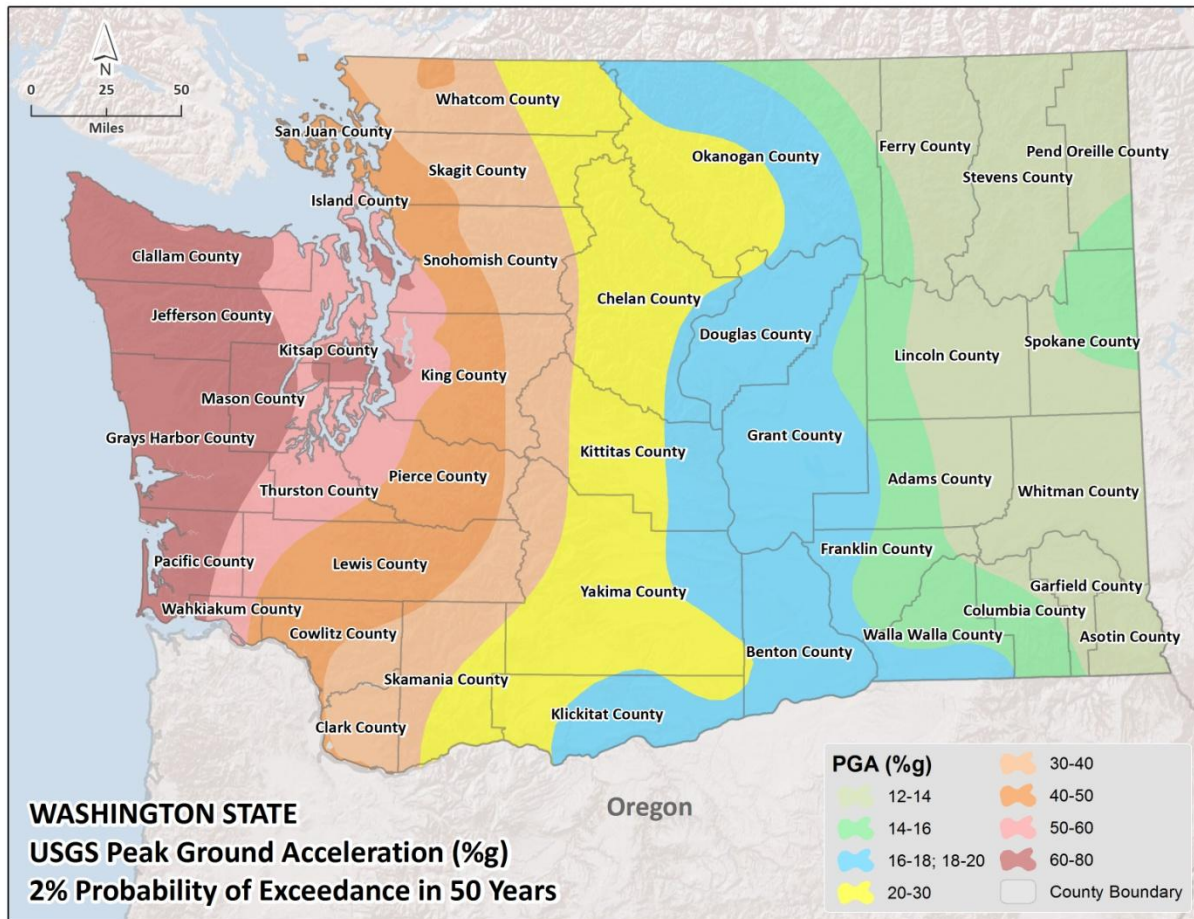 N
0 25 50
Miles
Whatcom County
San Juan County
Okanogan County
Ferry County
Pend Oreille County
Skagit County
Stevens County
Island County
Clallam County
Snohomish County
Chelan County
Jefferson County
Douglas County
Spokane County
Kitsap County
Lincoln County
King County
Mason County
Grays Harbor County
Grant County
Kittitas County
Pierce County
Adams County
Thurston County
Whitman County
Franklin County
Pacific County
Lewis County
Garfield County
Yakima County
Wahkiakum County
Columbia County
Cowlitz County
Walla Walla County
Asotin County
Benton County
Skamania County
Klickitat County
Clark County
Oregon
WASHINGTON STATE
USGS Peak Ground Acceleration (%g)
2% Probability of Exceedance in 50 Years
PGA (%g)
12-14
14-16
16-18; 18-20
20-30
30-40
40-50
50-60
60-80
County Boundary